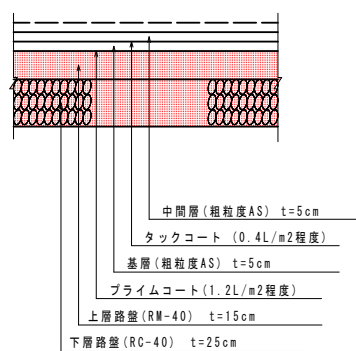 中間層(粗粒度AS) t=5cm
タックコート (0.4L/m2程度)
基層(粗粒度AS) t=5cm
プライムコート(1.2L/m2程度)
上層路盤(RM-40) t=15cm
下層路盤(RC-40) t=25cm